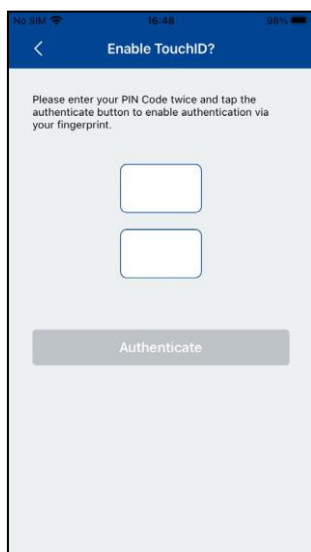 No SIM 16:48 98%
Enable TouchID?
Please enter your PIN Code twice and tap the
authenticate button to enable authentication via
your fingerprint.
Authenticate